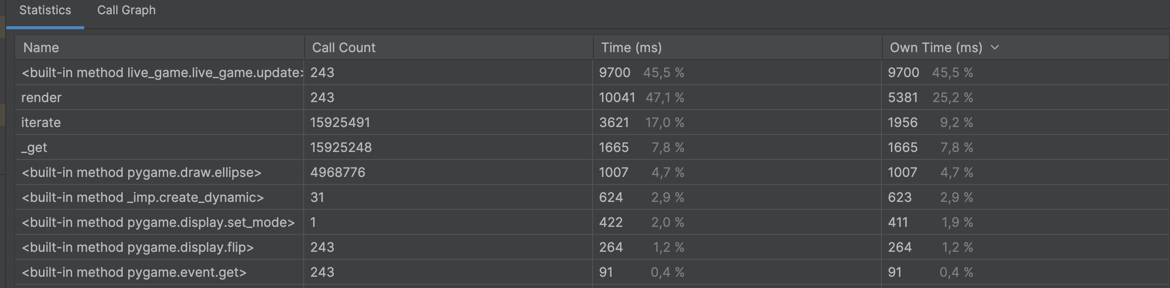 Statistics Call Graph
Name Call Count Time (ms) Own Time (ms)
<built-in method live_game.live_game.update> 243 9700 45,5 % 9700 45,5 %
render 243 10041 47,1 % 5381 25,2 %
iterate 15925491 3621 17,0 % 1956 9,2 %
_get 15925248 1665 7,8 % 1665 7,8 %
<built-in method pygame.draw.ellipse> 4968776 1007 4,7 % 1007 4,7 %
<built-in method _imp.create_dynamic> 31 624 2,9 % 623 2,9 %
<built-in method pygame.display.set_mode> 1 422 2,0 % 411 1,9 %
<built-in method pygame.display.flip> 243 264 1,2 % 264 1,2 %
<built-in method pygame.event.get> 243 91 0,4 % 91 0,4 %